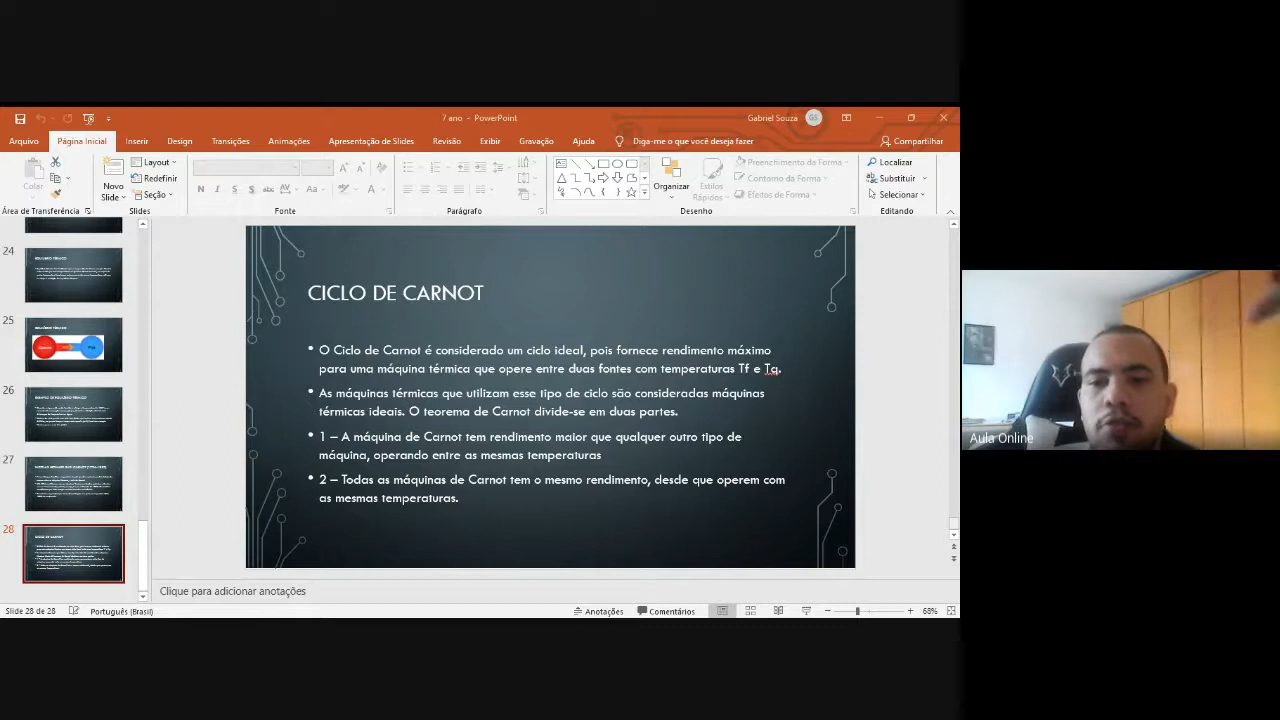 7 ano - PowerPoint
Gabriel Souza
GS
Arquivo
Página Inicial
Inserir
Design
Transições
Animações
Apresentação de Slides
Revisão
Exibir
Gravação
Ajuda
Diga-me o que você deseja fazer
Compartilhar
Colar
Novo
Slide
Layout
Redefinir
Seção
N I S S abc AV Aa A
Organizar
Estilos
Rápidos
Preenchimento da Forma
Contorno da Forma
Efeitos de Forma
Localizar
Substituir
Selecionar
Área de Transferência
Slides
Fonte
Parágrafo
Desenho
Editando
24
25
26
27
28
CICLO DE CARNOT
• O Ciclo de Carnot é considerado um ciclo ideal, pois fornece rendimento máximo
para uma máquina térmica que opere entre duas fontes com temperaturas Tf e Tq.
• As máquinas térmicas que utilizam esse tipo de ciclo são consideradas máquinas
térmicas ideais. O teorema de Carnot divide-se em duas partes.
• 1 – A máquina de Carnot tem rendimento maior que qualquer outro tipo de
máquina, operando entre as mesmas temperaturas
• 2 – Todas as máquinas de Carnot tem o mesmo rendimento, desde que operem com
as mesmas temperaturas.
Aula Online
Clique para adicionar anotações
Slide 28 de 28
Português (Brasil)
Anotações
Comentários
68%